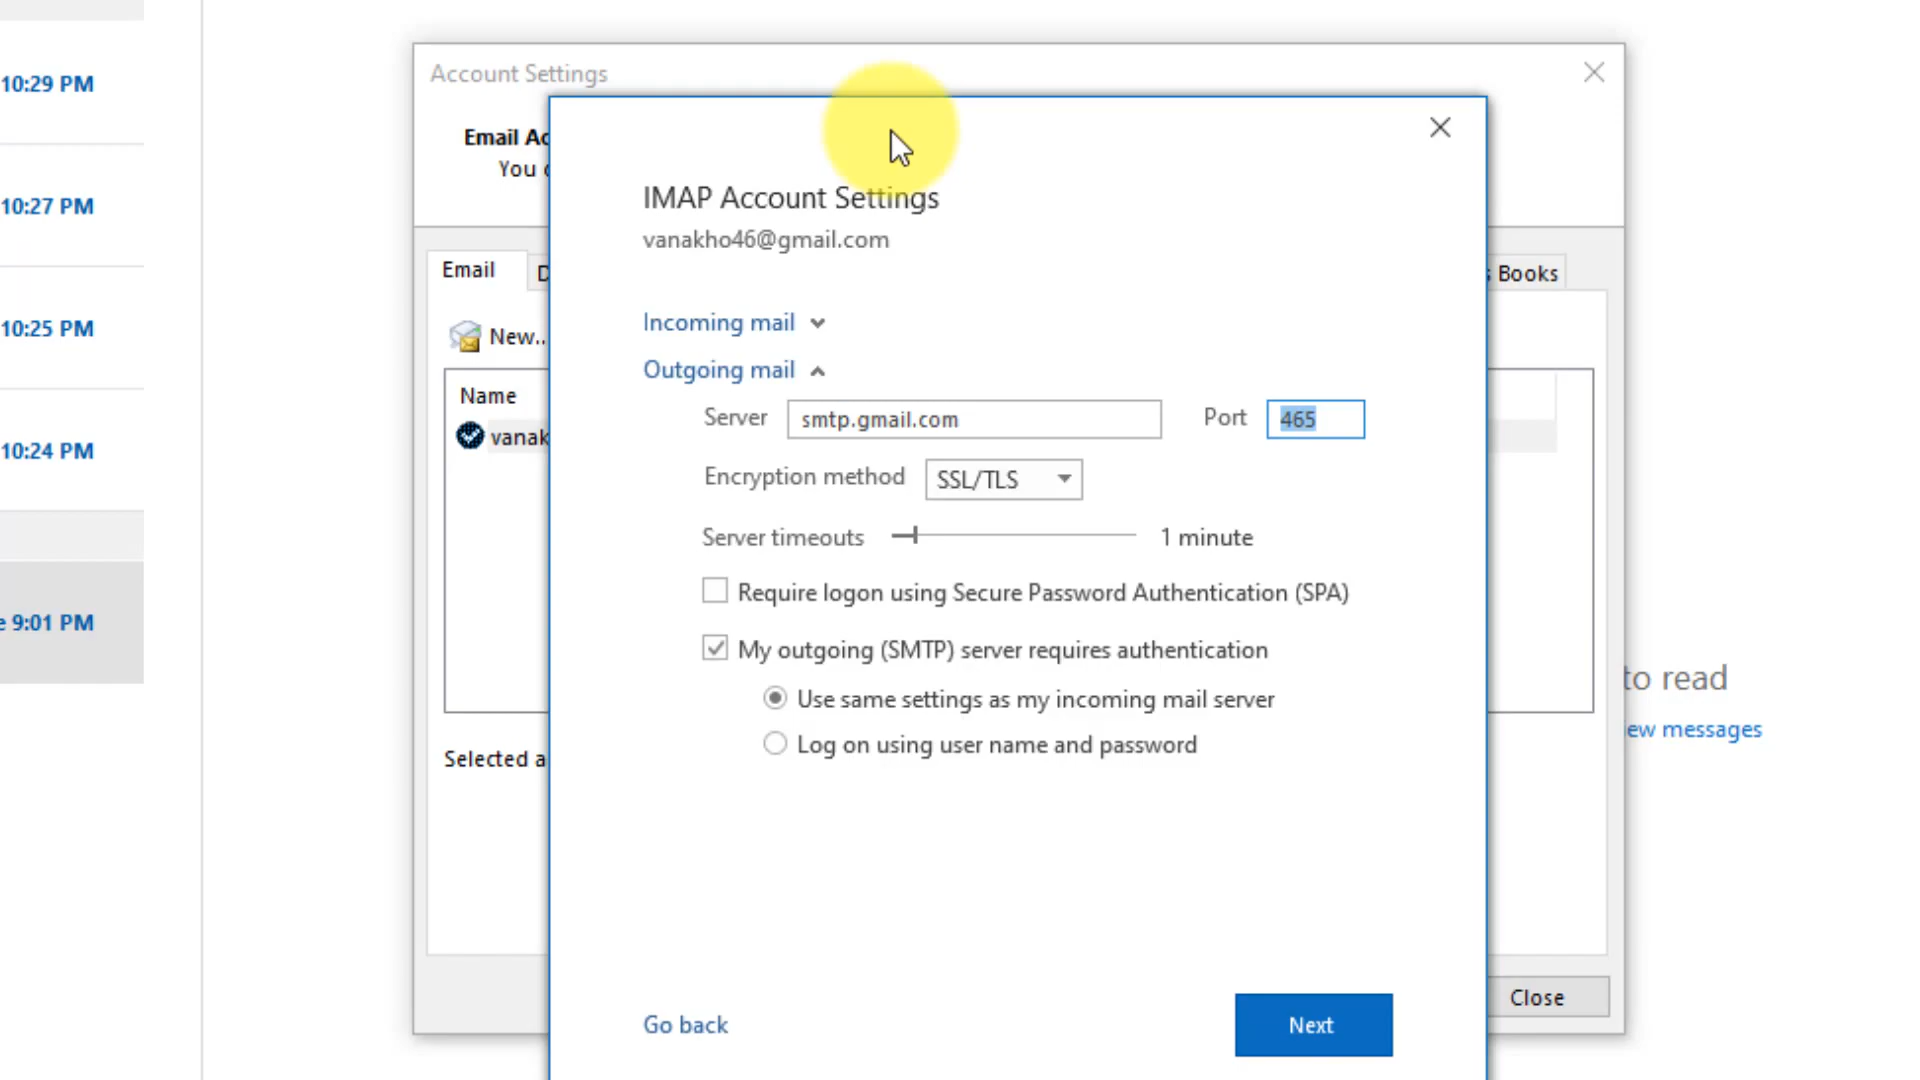 10:29 PM
10:27 PM
10:25 PM
10:24 PM
9:01 PM
Account Settings
Email Ac
You
Email
Books
New..
Name
vanak
Selected a
IMAP Account Settings
vanakho46@gmail.com
Incoming mail
Outgoing mail
Server smtp.gmail.com Port 465
Encryption method SSL/TLS
Server timeouts 1 minute
Require logon using Secure Password Authentication (SPA)
My outgoing (SMTP) server requires authentication
Use same settings as my incoming mail server
Log on using user name and password
Go back Next
Close
to read
ew messages